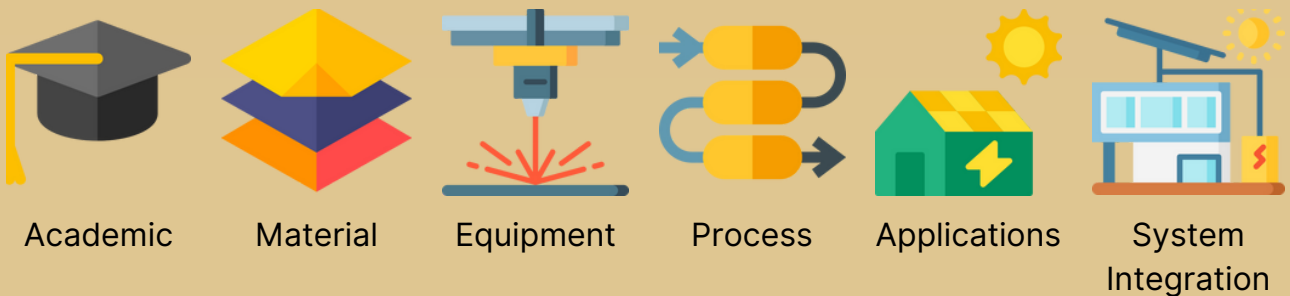 Academic
Material
Equipment
Process
Applications
System
Integration